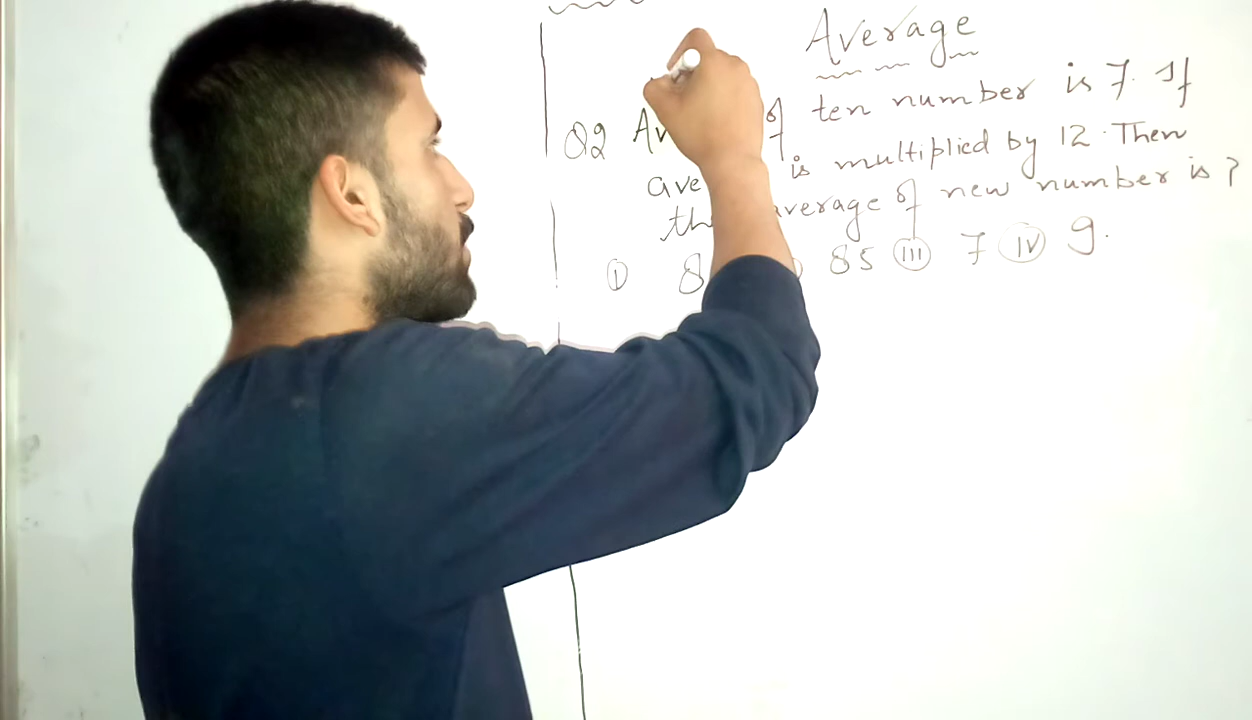 Average
Q2 Av of ten number is 7. If
ave is multiplied by 12. Then
th average of new number is ?
I 8 85 III 7 IV 9.